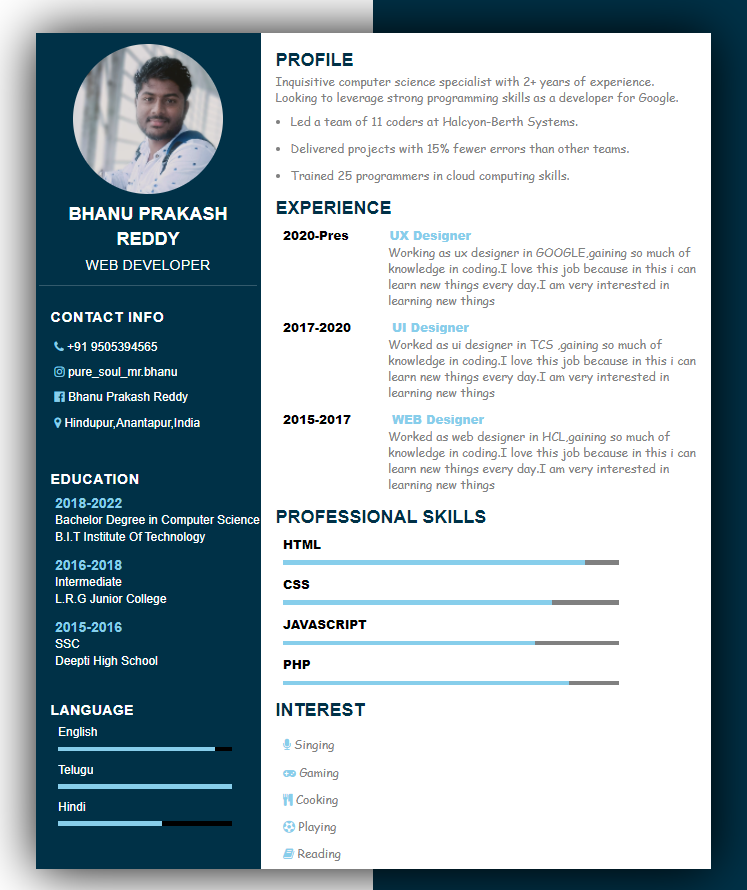 BHANU PRAKASH
REDDY
WEB DEVELOPER
CONTACT INFO
+91 9505394565
pure_soul_mr.bhanu
Bhanu Prakash Reddy
Hindupur,Anantapur,India
EDUCATION
2018-2022
Bachelor Degree in Computer Science
B.I.T Institute Of Technology
2016-2018
Intermediate
L.R.G Junior College
2015-2016
SSC
Deepti High School
LANGUAGE
English
Telugu
Hindi
PROFILE
Inquisitive computer science specialist with 2+ years of experience.
Looking to leverage strong programming skills as a developer for Google.
• Led a team of 11 coders at Halcyon-Berth Systems.
• Delivered projects with 15% fewer errors than other teams.
• Trained 25 programmers in cloud computing skills.
EXPERIENCE
2020-Pres UX Designer
Working as ux designer in GOOGLE,gaining so much of
knowledge in coding.I love this job because in this i can
learn new things every day.I am very interested in
learning new things
2017-2020 UI Designer
Worked as ui designer in TCS ,gaining so much of
knowledge in coding.I love this job because in this i can
learn new things every day.I am very interested in
learning new things
2015-2017 WEB Designer
Worked as web designer in HCL,gaining so much of
knowledge in coding.I love this job because in this i can
learn new things every day.I am very interested in
learning new things
PROFESSIONAL SKILLS
HTML
CSS
JAVASCRIPT
PHP
INTEREST
Singing
Gaming
Cooking
Playing
Reading